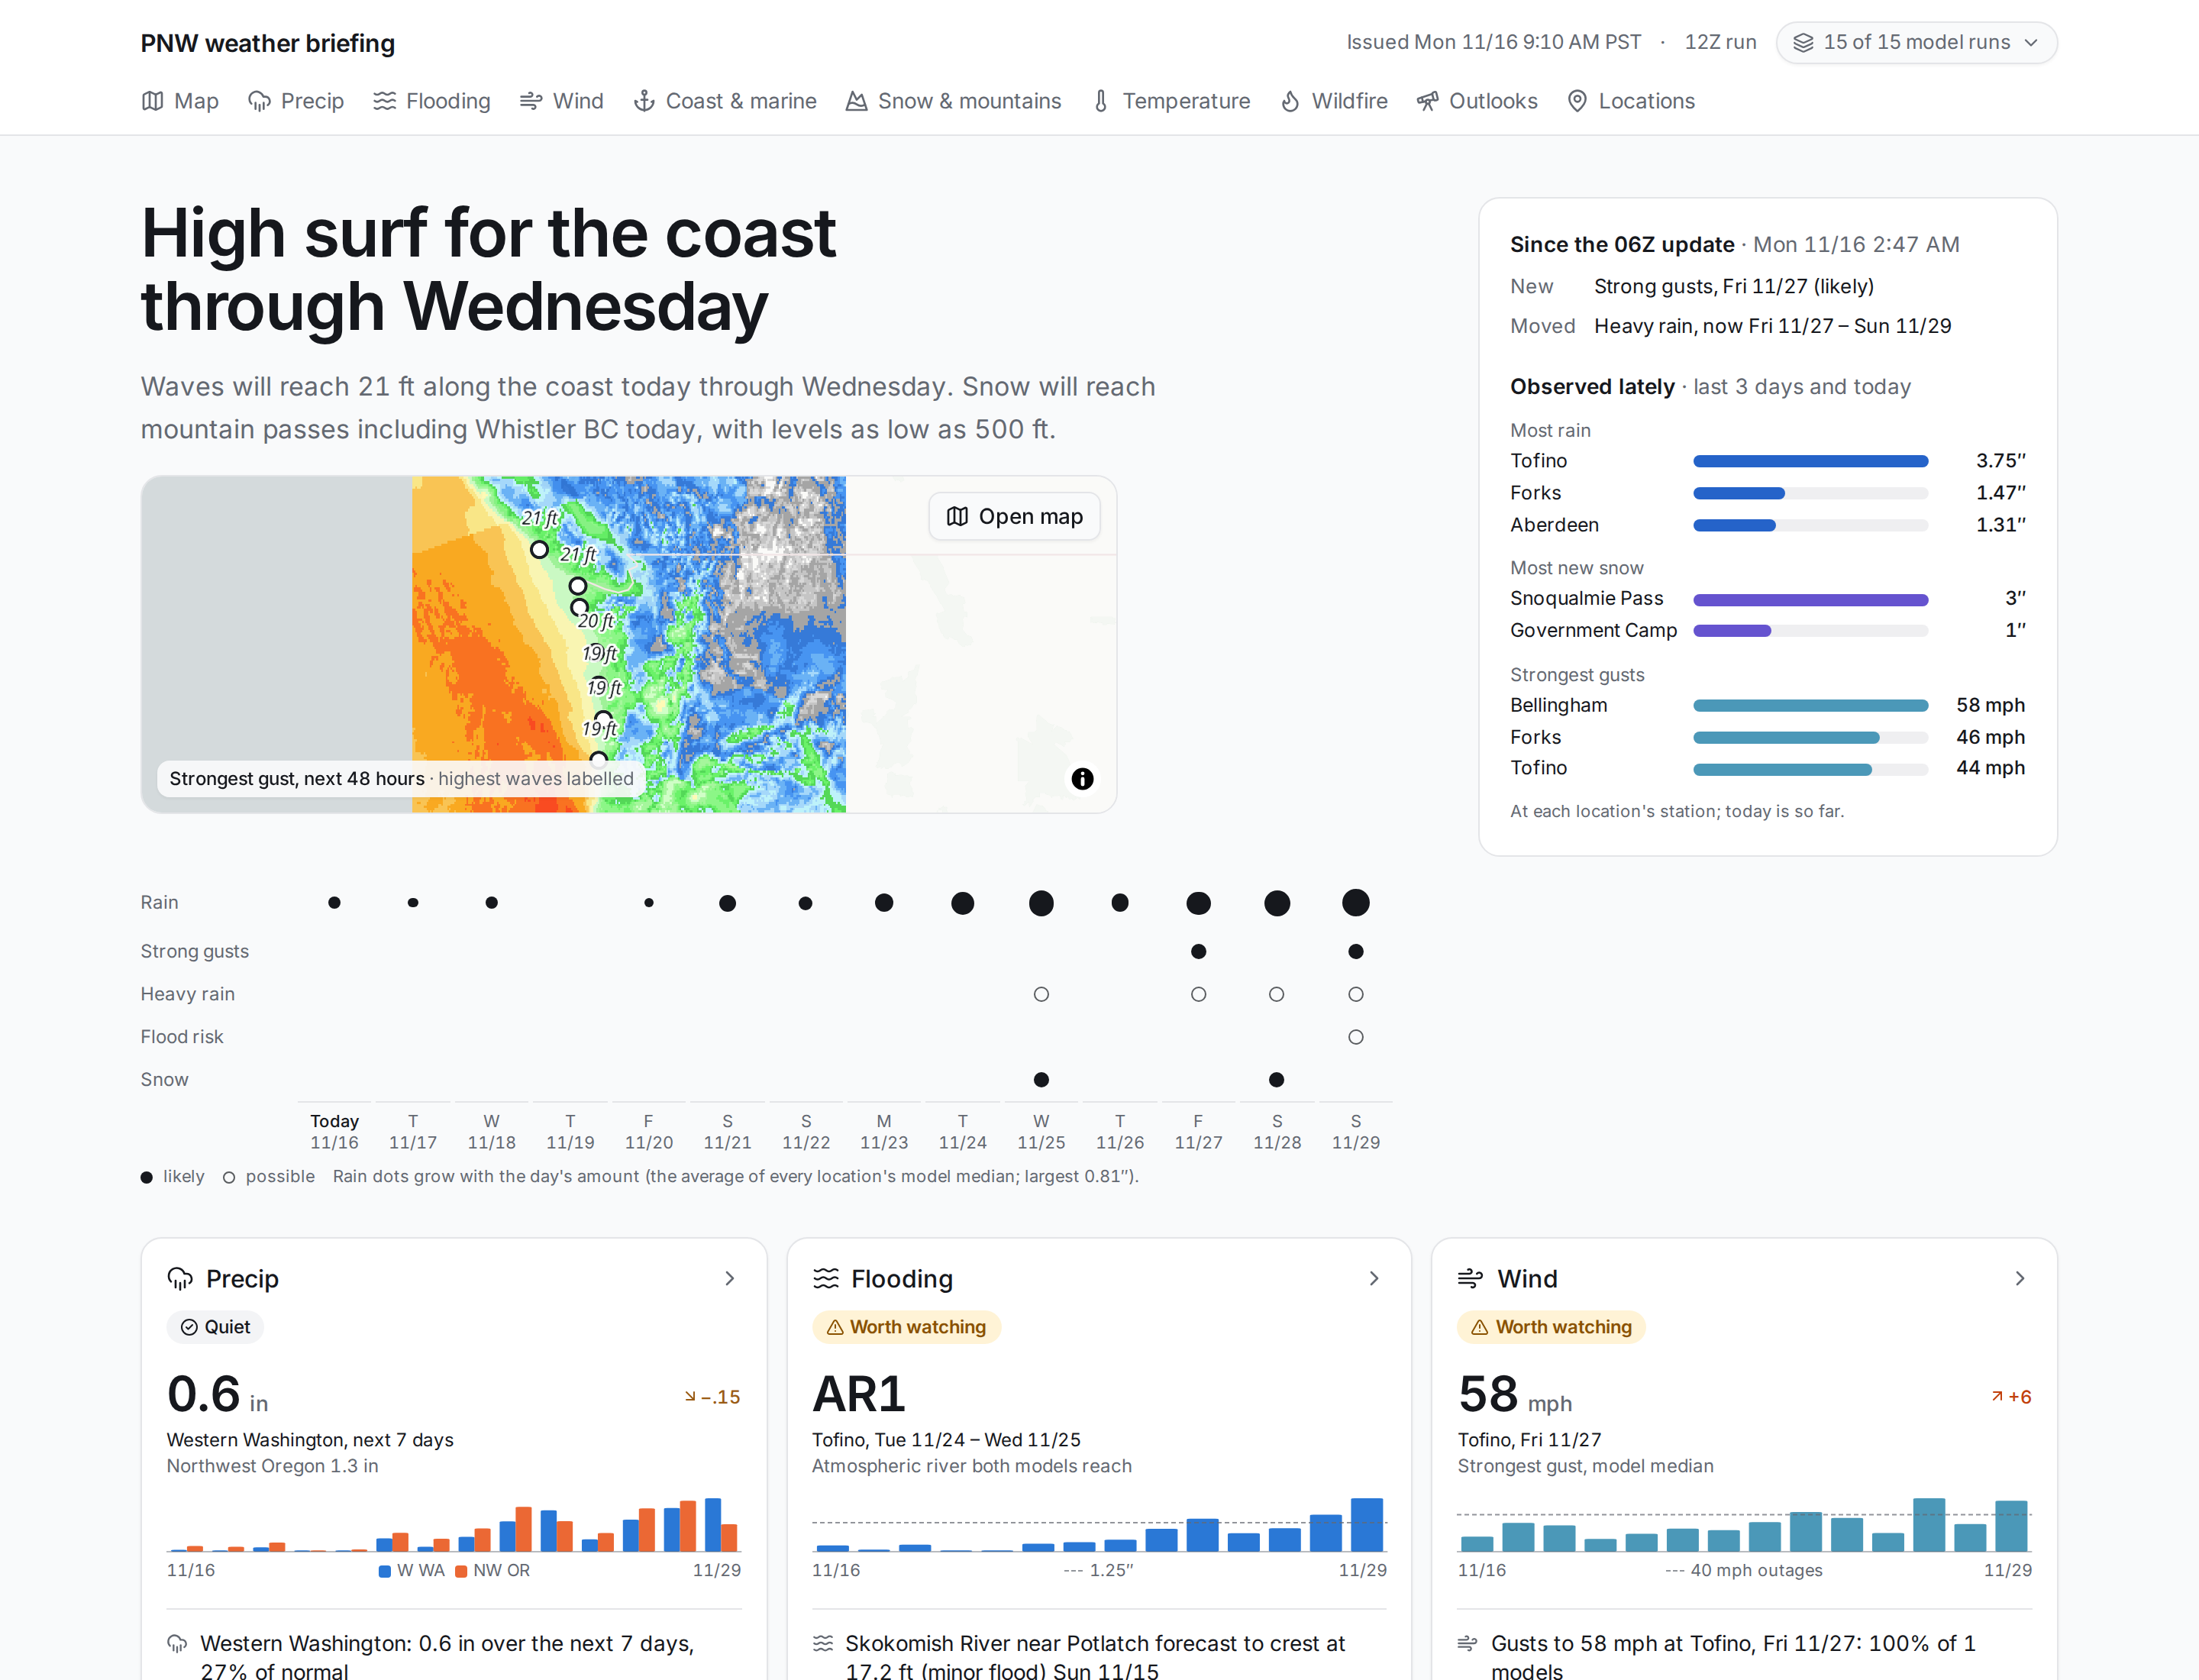 PNW weather briefing
Issued Mon 11/16 9:10 AM PST · 12Z run
15 of 15 model runs
Map
Precip
Flooding
Wind
Coast & marine
Snow & mountains
Temperature
Wildfire
Outlooks
Locations
High surf for the coast
through Wednesday
Waves will reach 21 ft along the coast today through Wednesday. Snow will reach
mountain passes including Whistler BC today, with levels as low as 500 ft.
21 ft
21 ft
20 ft
19 ft
19 ft
19 ft
Open map
Strongest gust, next 48 hours · highest waves labelled
Since the 06Z update · Mon 11/16 2:47 AM
New Strong gusts, Fri 11/27 (likely)
Moved Heavy rain, now Fri 11/27 – Sun 11/29
Observed lately · last 3 days and today
Most rain
Tofino 3.75″
Forks 1.47″
Aberdeen 1.31″
Most new snow
Snoqualmie Pass 3″
Government Camp 1″
Strongest gusts
Bellingham 58 mph
Forks 46 mph
Tofino 44 mph
At each location's station; today is so far.
Rain
Strong gusts
Heavy rain
Flood risk
Snow
Today T W T F S S M T W T F S S
11/16 11/17 11/18 11/19 11/20 11/21 11/22 11/23 11/24 11/25 11/26 11/27 11/28 11/29
likely possible Rain dots grow with the day's amount (the average of every location's model median; largest 0.81″).
Precip
Quiet
0.6 in
–.15
Western Washington, next 7 days
Northwest Oregon 1.3 in
11/16 W WA NW OR 11/29
Western Washington: 0.6 in over the next 7 days,
27% of normal
Flooding
Worth watching
AR1
Tofino, Tue 11/24 – Wed 11/25
Atmospheric river both models reach
11/16 --- 1.25″ 11/29
Skokomish River near Potlatch forecast to crest at
17.2 ft (minor flood) Sun 11/15
Wind
Worth watching
58 mph
+6
Tofino, Fri 11/27
Strongest gust, model median
11/16 --- 40 mph outages 11/29
Gusts to 58 mph at Tofino, Fri 11/27: 100% of 1
models